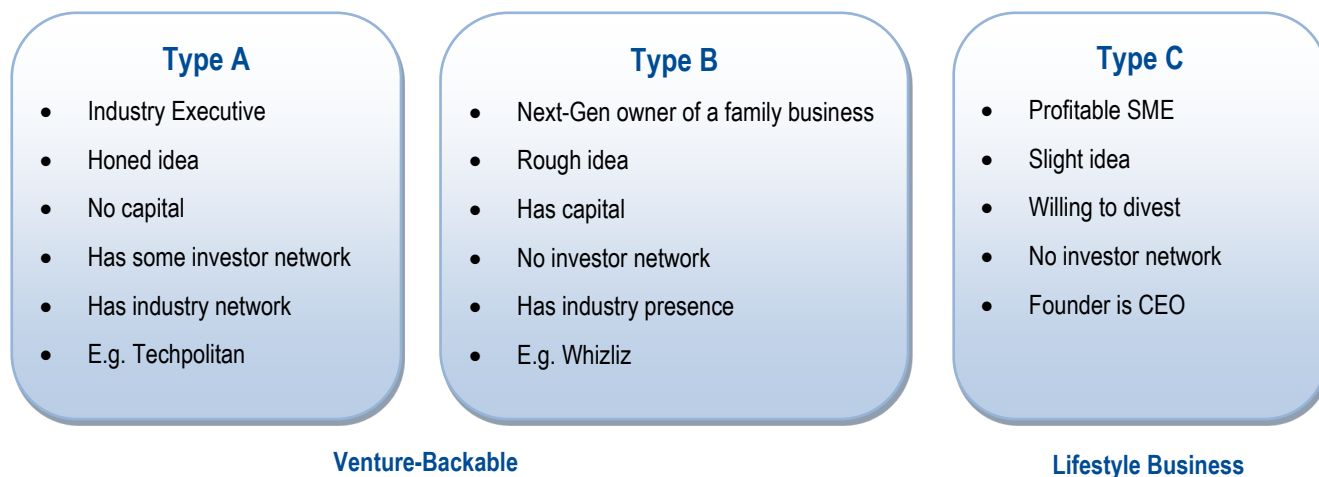 Type A
• Industry Executive
• Honed idea
• No capital
• Has some investor network
• Has industry network
• E.g. Techpolitan
Type B
• Next-Gen owner of a family business
• Rough idea
• Has capital
• No investor network
• Has industry presence
• E.g. Whizliz
Type C
• Profitable SME
• Slight idea
• Willing to divest
• No investor network
• Founder is CEO
Venture-Backable
Lifestyle Business